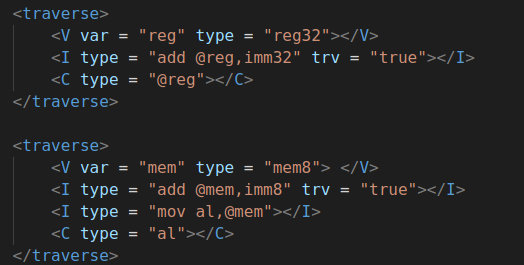 <traverse>
    <V var = "reg" type = "reg32"></V>
    <I type = "add @reg,imm32" trv = "true"></I>
    <C type = "@reg"></C>
</traverse>

<traverse>
    <V var = "mem" type = "mem8"> </V>
    <I type = "add @mem,imm8" trv = "true"></I>
    <I type = "mov al,@mem"></I>
    <C type = "al"></C>
</traverse>